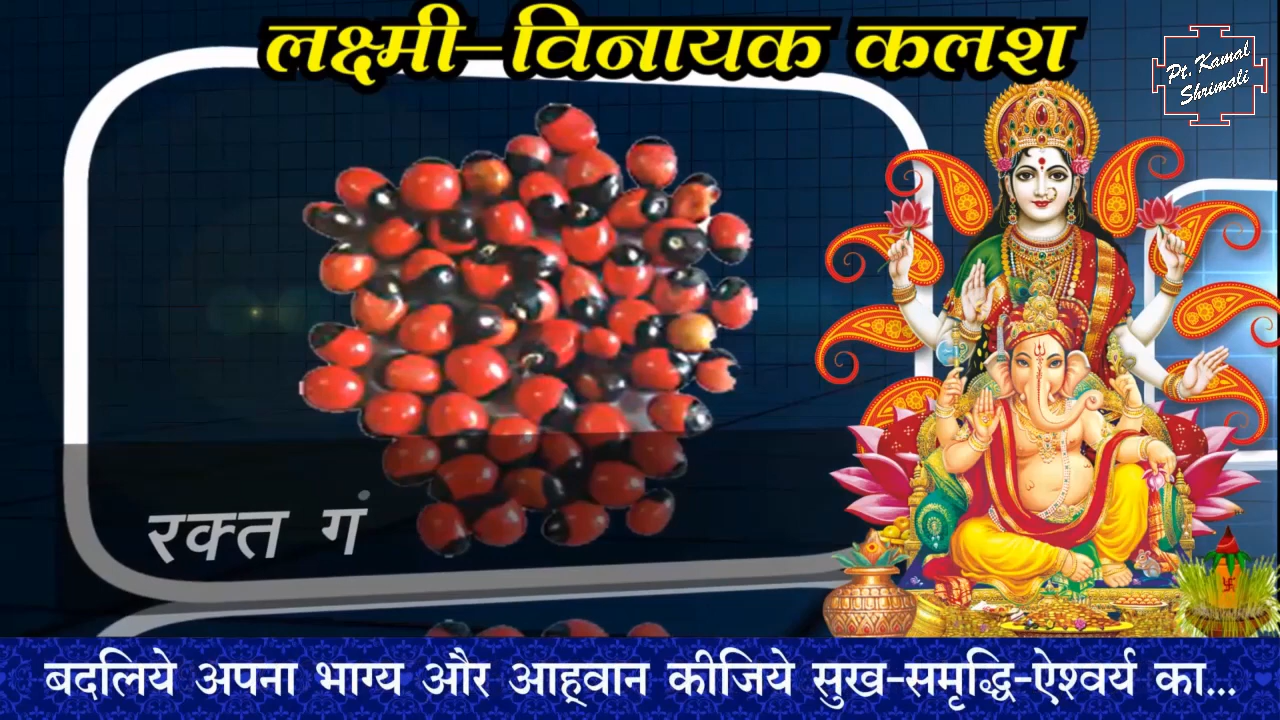 लक्ष्मी-विनायक कलश
Pt. Kamal
Shrimali
रक्त गं
बदलिये अपना भाग्य और आह्वान कीजिये सुख-समृद्धि-ऐश्वर्य का...